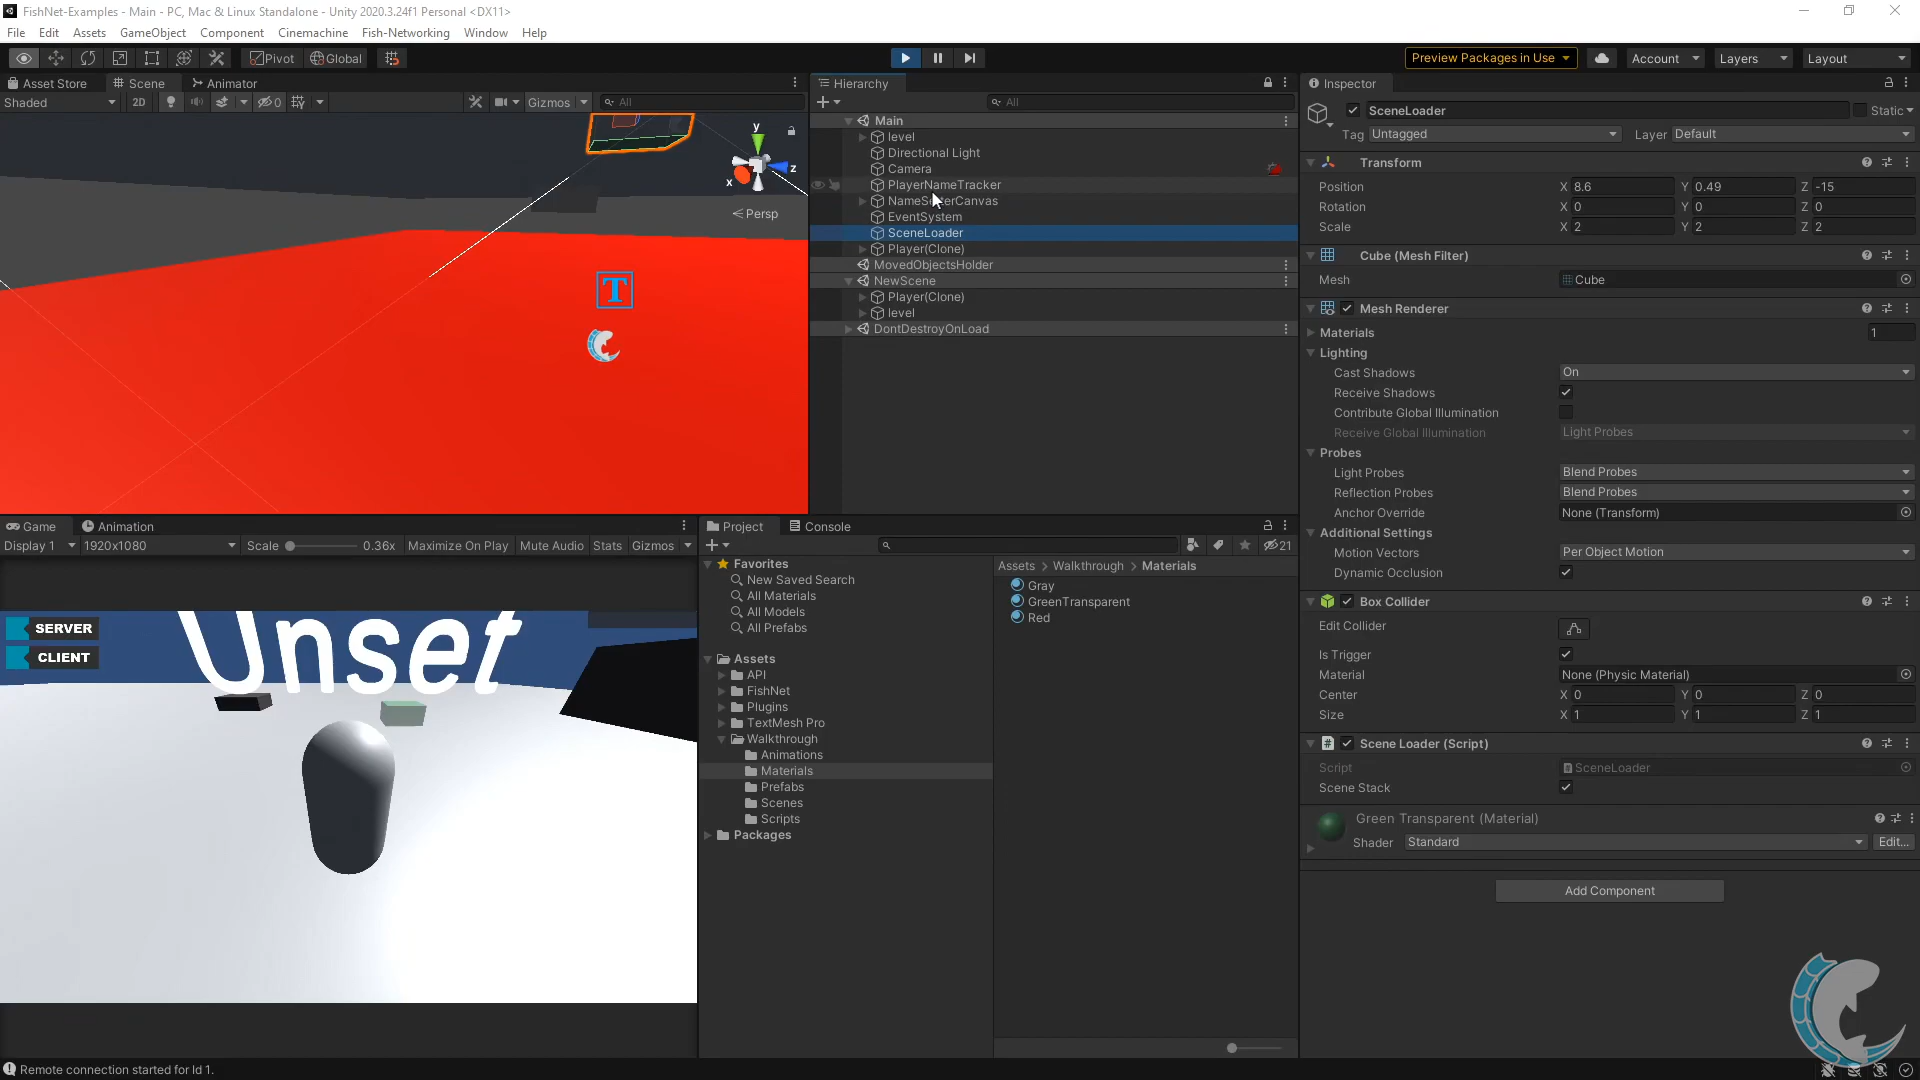 FishNet-Examples - Main - PC, Mac & Linux Standalone - Unity 2020.3.24f1 Personal <DX11>
File Edit Assets GameObject Component Cinemachine Fish-Networking Window Help
Pivot Global Preview Packages in Use Account Layers Layout
Asset Store Scene Animator
Shaded 2D 0 Gizmos All
y
z
x
Persp
T
Hierarchy
All
Main
level
Directional Light
Camera
PlayerNameTracker
NameSetterCanvas
EventSystem
SceneLoader
Player(Clone)
MovedObjectsHolder
NewScene
Player(Clone)
level
DontDestroyOnLoad
Game Animation
Display 1 1920x1080 Scale 0.36x Maximize On Play Mute Audio Stats Gizmos
SERVER
CLIENT
Unset
Project Console
21
Favorites
New Saved Search
All Materials
All Models
All Prefabs
Assets
API
FishNet
Plugins
TextMesh Pro
Walkthrough
Animations
Materials
Prefabs
Scenes
Scripts
Packages
Assets > Walkthrough > Materials
Gray
GreenTransparent
Red
Inspector
SceneLoader Static
Tag Untagged Layer Default
Transform
Position X 8.6 Y 0.49 Z -15
Rotation X 0 Y 0 Z 0
Scale X 2 Y 2 Z 2
Cube (Mesh Filter)
Mesh Cube
Mesh Renderer
Materials 1
Lighting
Cast Shadows On
Receive Shadows
Contribute Global Illumination
Receive Global Illumination Light Probes
Probes
Light Probes Blend Probes
Reflection Probes Blend Probes
Anchor Override None (Transform)
Additional Settings
Motion Vectors Per Object Motion
Dynamic Occlusion
Box Collider
Edit Collider
Is Trigger
Material None (Physic Material)
Center X 0 Y 0 Z 0
Size X 1 Y 1 Z 1
Scene Loader (Script)
Script SceneLoader
Scene Stack
Green Transparent (Material)
Shader Standard Edit...
Add Component
Remote connection started for Id 1.